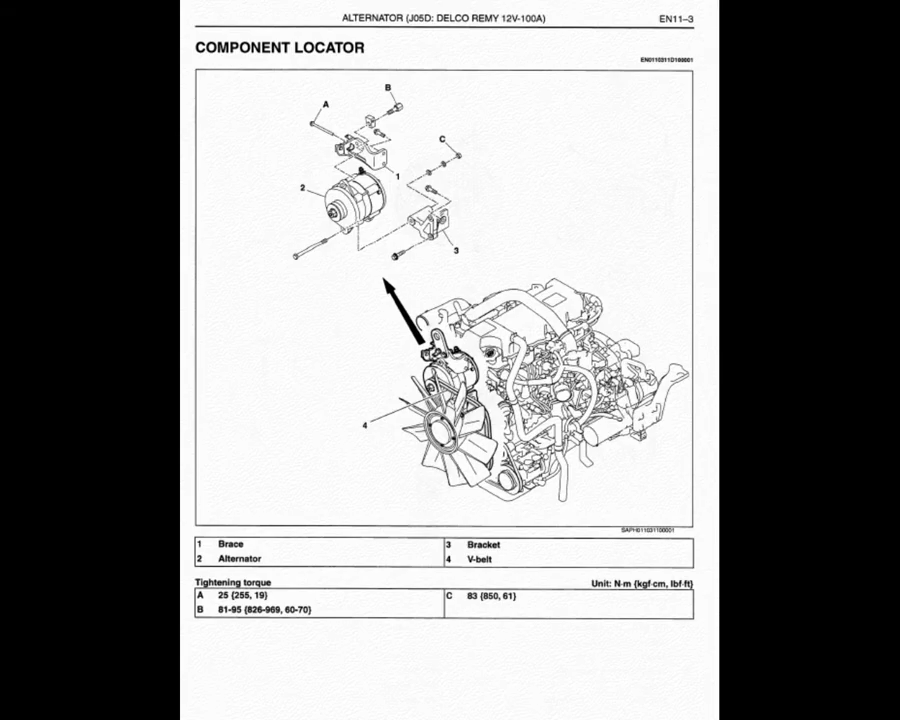 ALTERNATOR (J05D: DELCO REMY 12V-100A) EN11–3
COMPONENT LOCATOR
EN0110311D100001
B
A
C
1
2
3
4
SAPH011031100001
1 Brace 3 Bracket
2 Alternator 4 V-belt
Tightening torque Unit: N·m {kgf·cm, lbf·ft}
A 25 {255, 19} C 83 {850, 61}
B 81-95 {826-969, 60-70}